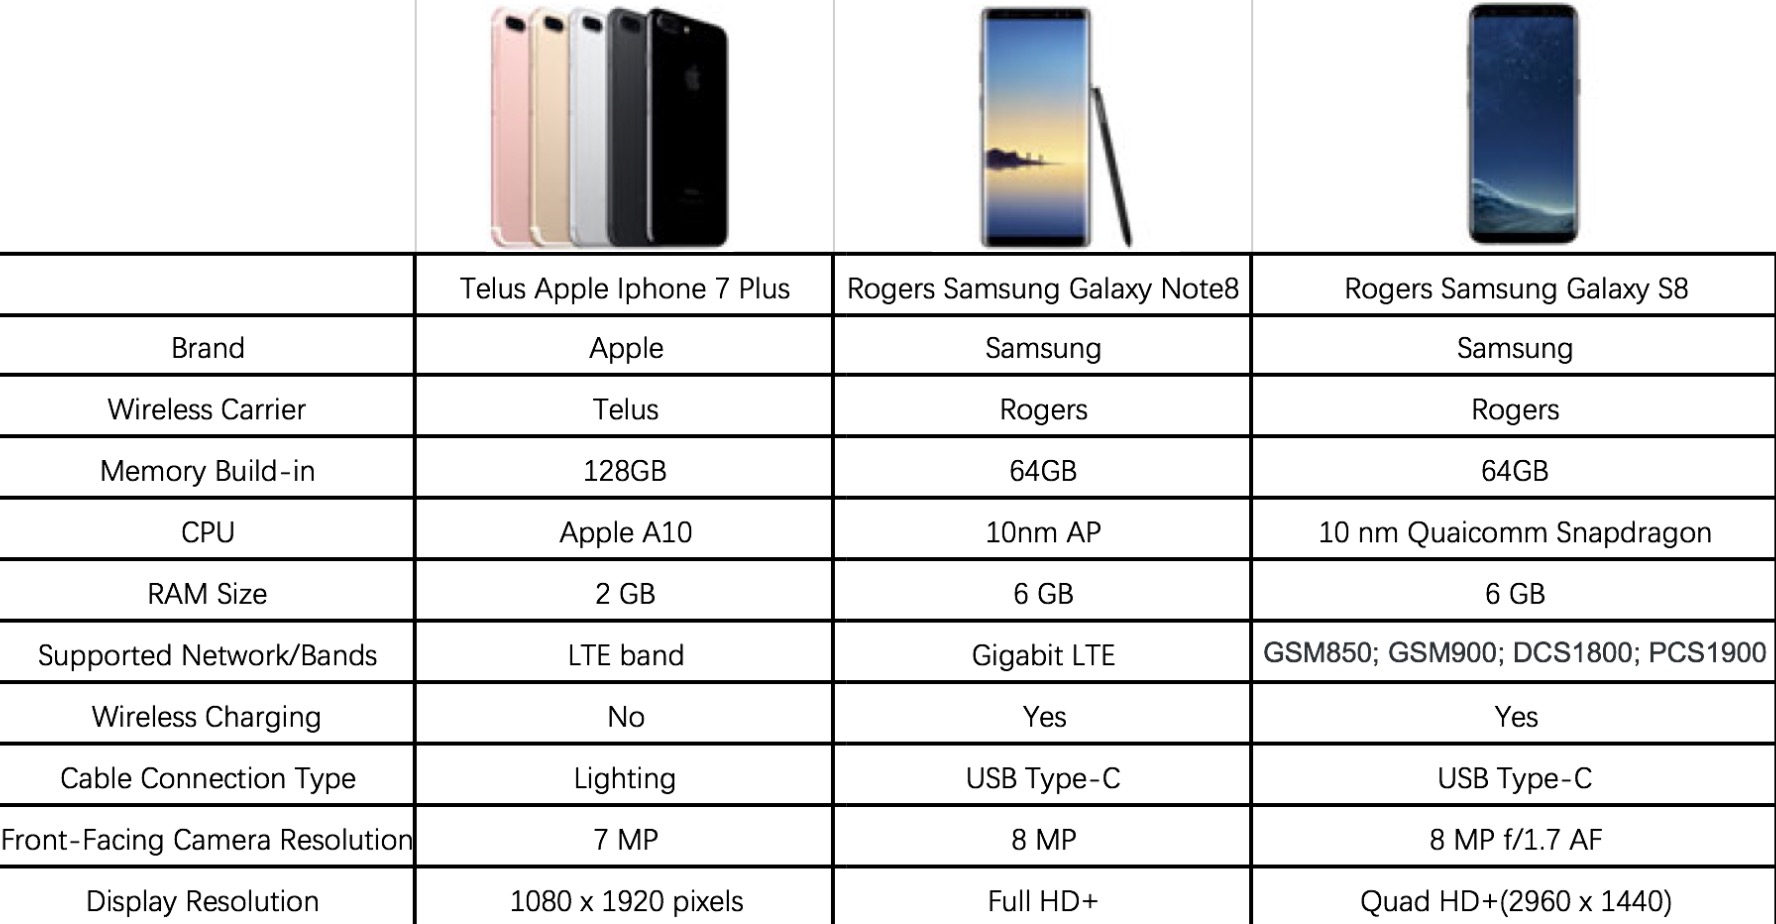 Telus Apple Iphone 7 Plus Rogers Samsung Galaxy Note8 Rogers Samsung Galaxy S8
Brand Apple Samsung Samsung
Wireless Carrier Telus Rogers Rogers
Memory Build-in 128GB 64GB 64GB
CPU Apple A10 10nm AP 10 nm Quaicomm Snapdragon
RAM Size 2 GB 6 GB 6 GB
Supported Network/Bands LTE band Gigabit LTE GSM850; GSM900; DCS1800; PCS1900
Wireless Charging No Yes Yes
Cable Connection Type Lighting USB Type-C USB Type-C
Front-Facing Camera Resolution 7 MP 8 MP 8 MP f/1.7 AF
Display Resolution 1080 x 1920 pixels Full HD+ Quad HD+(2960 x 1440)